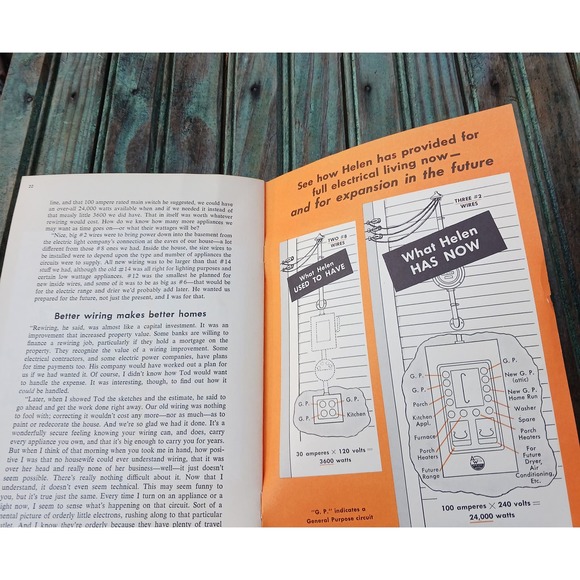 22
line, and that 100 ampere rated main switch he suggested, we could have
an over-all 24,000 watts available when and if we needed it instead of
that measly little 3600 we did have. That in itself was worth whatever
rewiring would cost. How do we know how many more appliances we
may want as time goes on—or what their wattages will be?
"Nice, big #2 wires were to bring power down into the basement from
the electric light company's connection at the eaves of our house—a lot
different from those #8 ones we had. Inside the house, the size wires to
be installed were to depend upon the type and number of appliances the
circuits were to supply. All new wiring was to be larger than that #14
stuff we had, although the old #14 was all right for lighting purposes and
certain low wattage appliances. #12 was the smallest he planned for
new inside wires, and some of it was to be as big as #6—that would be
for the electric range and drier we'd probably add later. He wanted us
prepared for the future, not just the present, and I was for that.
Better wiring makes better homes
"Rewiring, he said, was almost like a capital investment. It was an
improvement that increased property value. Some banks are willing to
finance a rewiring job, particularly if they hold a mortgage on the
property. They recognize the value of a wiring improvement. Some
electrical contractors, and some electric power companies, have plans
for time payments too. His company would have worked out a plan for
us if we had wanted it. Of course, I didn't know how Tod would want
to handle the expense. It was interesting, though, to find out how it
could be handled.
"Later, when I showed Tod the sketches and the estimate, he said to
go ahead and get the work done right away. Our old wiring was nothing
to fool with; correcting it wouldn't cost any more—nor as much—as to
paint or redecorate the house. And we're so glad we had it done. It's a
wonderfully secure feeling knowing your wiring can, and does, carry
every appliance you own, and that it's big enough to carry you for years.
But when I think of the morning when you took me in hand, how posi-
tive I was that no housewife could ever understand wiring, that it was
over her head and really none of her business—well—it just doesn't
seem possible. There's really nothing difficult about it. Now that I
understand, it doesn't even seem technical. This may seem funny to
you, but it's true just the same. Every time I turn on an appliance or a
light now, I seem to see what's happening on that circuit. Sort of a
mental picture of orderly little electrons, rushing along to that particular
outlet. And I know they're orderly because they have plenty of travel
See how Helen has provided for
full electrical living now—
and for expansion in the future
TWO #8
WIRES
What Helen
USED TO HAVE
G. P.
G. P.
G. P.
Kitchen
30 amperes × 120 volts =
3600 watts
"G. P." indicates a
General Purpose circuit
THREE #2
WIRES
What Helen
HAS NOW
G. P.
G. P.
Porch
Kitchen
Appl.
Furnace
Porch
Heaters
Future
Range
G. P.
New G. P.
(attic)
New G. P.
Home Run
Washer
Spare
Porch
Heaters
For
Future
Dryer,
Air
Conditioning,
Etc.
100 amperes × 240 volts =
24,000 watts